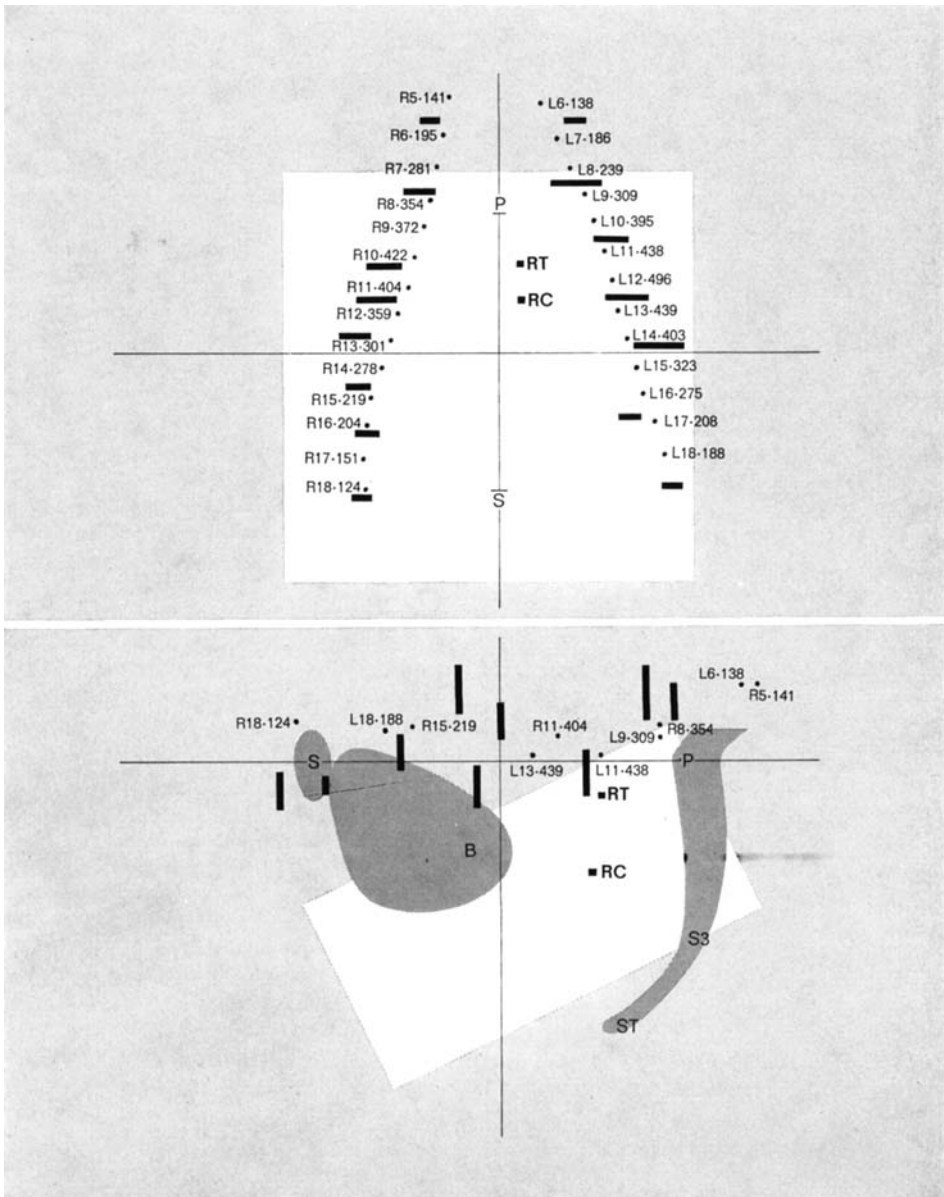 R5·141
L6·138
R6·195
L7·186
R7·281
L8·239
R8·354
P
L9·309
R9·372
L10·395
R10·422
RT
L11·438
R11·404
RC
L12·496
R12·359
L13·439
R13·301
L14·403
R14·278
L15·323
R15·219
L16·275
R16·204
L17·208
R17·151
L18·188
R18·124
S
L6·138
R5·141
R18·124
L18·188
R15·219
R11·404
L9·309
R8·354
S
L13·439
L11·438
P
RT
B
RC
S3
ST